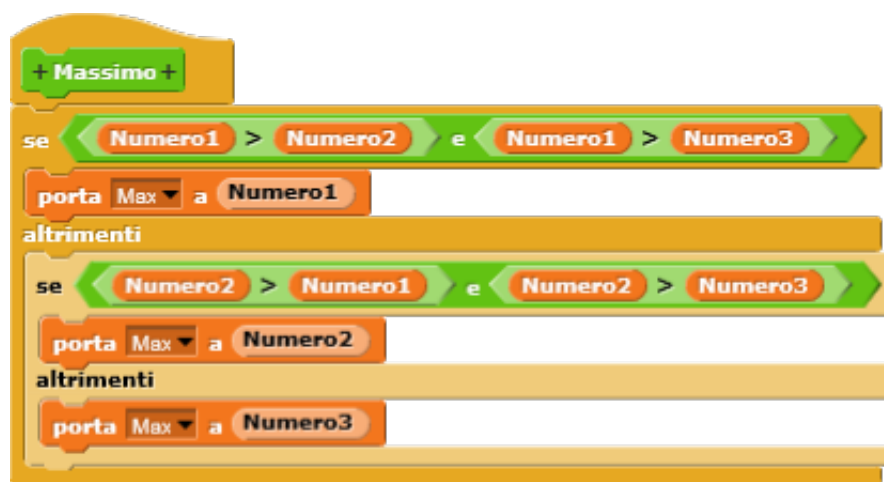 + Massimo +
se Numero1 > Numero2 e Numero1 > Numero3
porta Max a Numero1
altrimenti
se Numero2 > Numero1 e Numero2 > Numero3
porta Max a Numero2
altrimenti
porta Max a Numero3